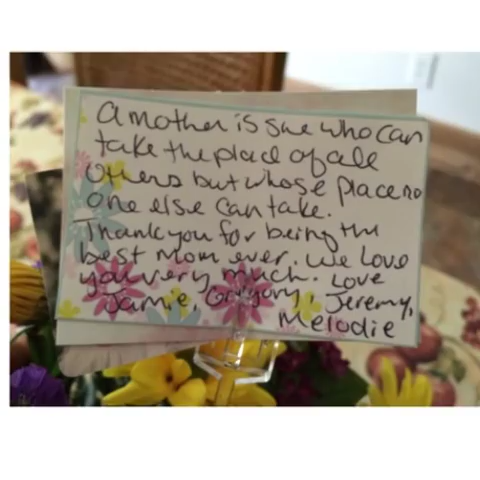 A mother is she who can
take the place of all
others but whose place no
one else can take.
Thank you for being the
best Mom ever. We love
you very much. Love
Jamie, Gregory, Jeremy,
Melodie